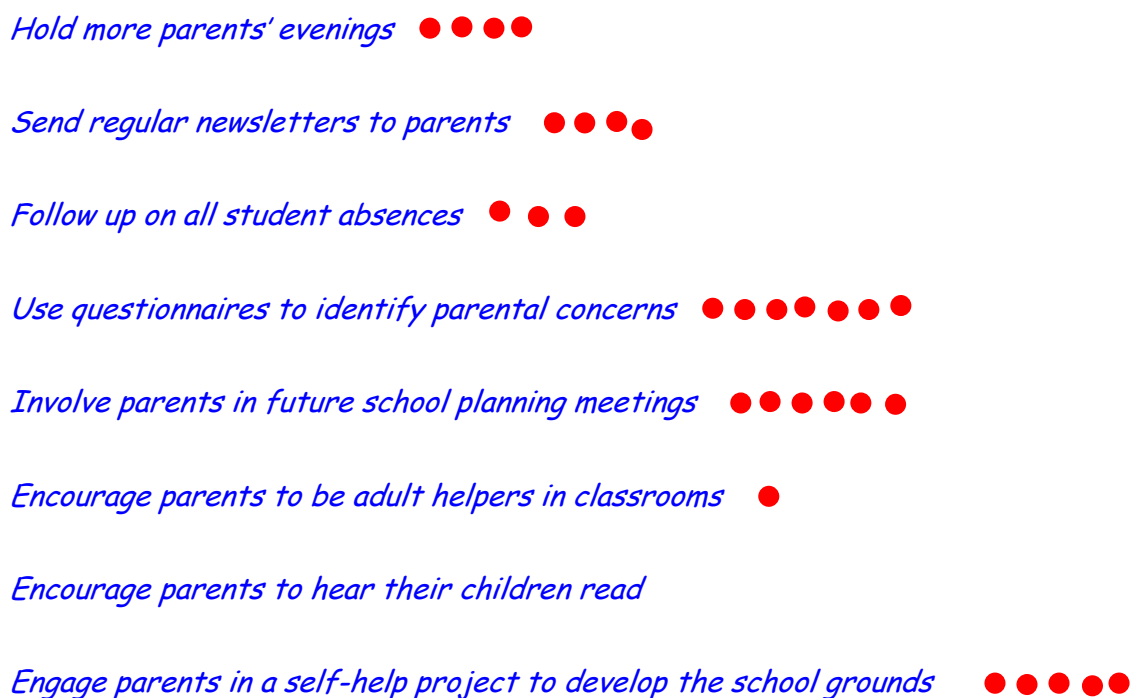 Hold more parents’ evenings
Send regular newsletters to parents
Follow up on all student absences
Use questionnaires to identify parental concerns
Involve parents in future school planning meetings
Encourage parents to be adult helpers in classrooms
Encourage parents to hear their children read
Engage parents in a self-help project to develop the school grounds